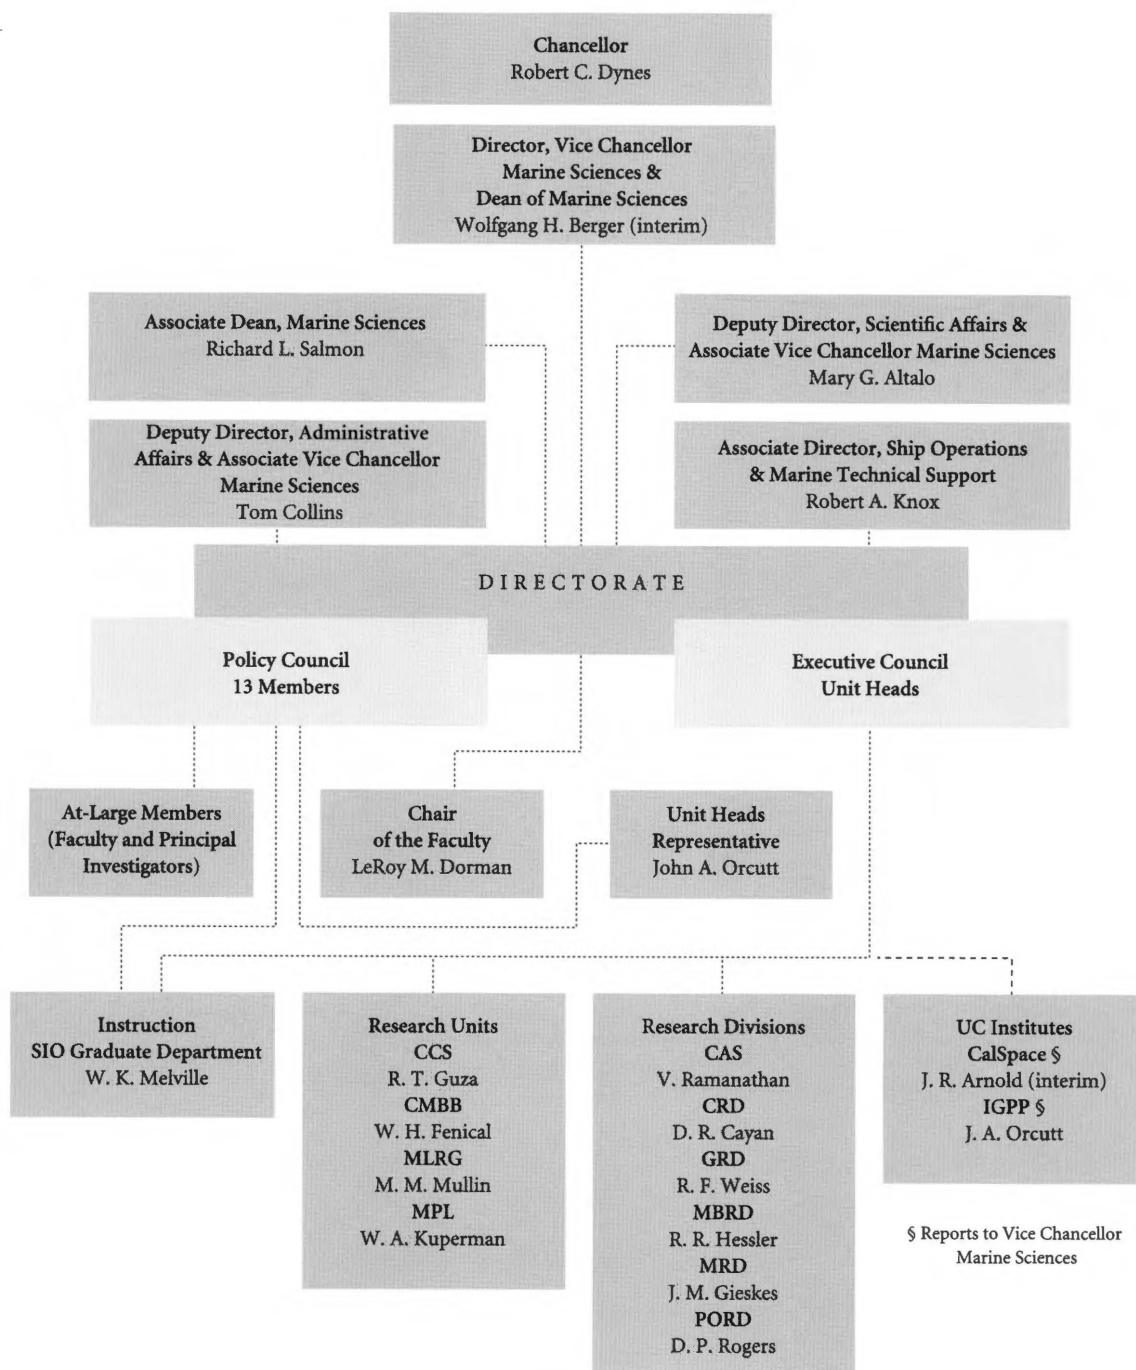 Chancellor
Robert C. Dynes
Director, Vice Chancellor
Marine Sciences &
Dean of Marine Sciences
Wolfgang H. Berger (interim)
Associate Dean, Marine Sciences
Richard L. Salmon
Deputy Director, Scientific Affairs &
Associate Vice Chancellor Marine Sciences
Mary G. Altalo
Deputy Director, Administrative
Affairs & Associate Vice Chancellor
Marine Sciences
Tom Collins
Associate Director, Ship Operations
& Marine Technical Support
Robert A. Knox
DIRECTORATE
Policy Council
13 Members
Executive Council
Unit Heads
At-Large Members
(Faculty and Principal
Investigators)
Chair
of the Faculty
LeRoy M. Dorman
Unit Heads
Representative
John A. Orcutt
Instruction
SIO Graduate Department
W. K. Melville
Research Units
CCS
R. T. Guza
CMBB
W. H. Fenical
MLRG
M. M. Mullin
MPL
W. A. Kuperman
Research Divisions
CAS
V. Ramanathan
CRD
D. R. Cayan
GRD
R. F. Weiss
MBRD
R. R. Hessler
MRD
J. M. Gieskes
PORD
D. P. Rogers
UC Institutes
CalSpace §
J. R. Arnold (interim)
IGPP §
J. A. Orcutt
§ Reports to Vice Chancellor
Marine Sciences